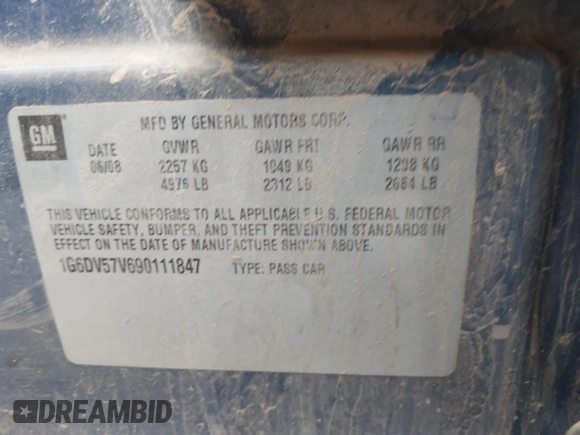 GM
MFD BY GENERAL MOTORS CORP.
DATE GVWR GAWR FRT GAWR RR
06/08 2257 KG 1049 KG 1208 KG
4976 LB 2312 LB 2664 LB
THIS VEHICLE CONFORMS TO ALL APPLICABLE U.S. FEDERAL MOTOR
VEHICLE SAFETY, BUMPER, AND THEFT PREVENTION STANDARDS IN
EFFECT ON THE DATE OF MANUFACTURE SHOWN ABOVE.
1G6DV57V690111847 TYPE: PASS CAR
DREAMBID